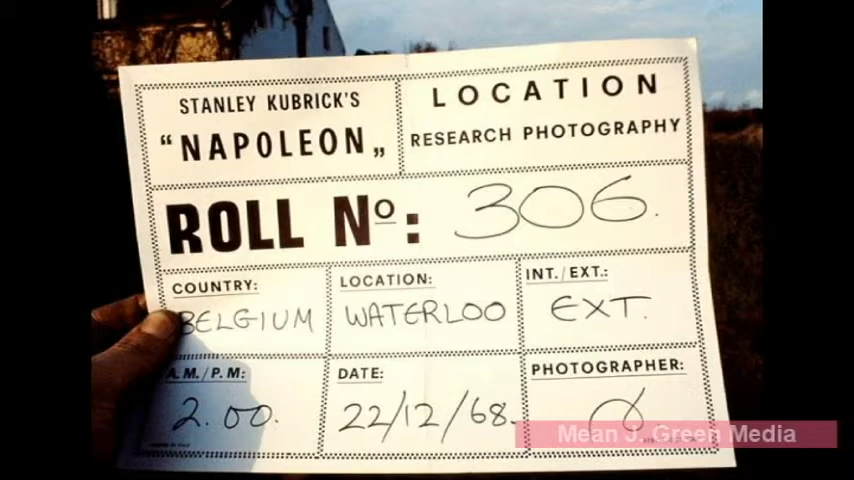 STANLEY KUBRICK'S
"NAPOLEON„
LOCATION
RESEARCH PHOTOGRAPHY
ROLL Nº: 306.
COUNTRY:
BELGIUM
LOCATION:
WATERLOO
INT./EXT.:
EXT.
A.M./P.M:
2.00.
DATE:
22/12/68.
PHOTOGRAPHER:
Mean J. Green Media